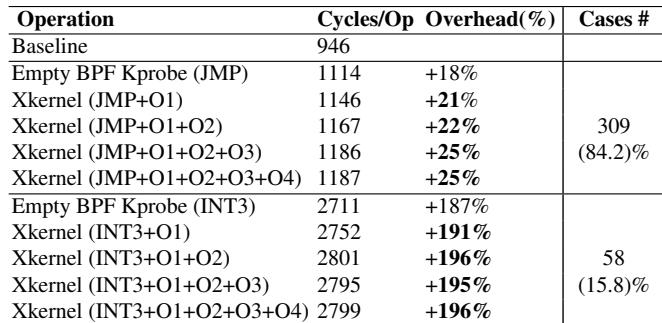 Operation Cycles/Op Overhead(%) Cases #
Baseline 946
Empty BPF Kprobe (JMP) 1114 +18%
Xkernel (JMP+O1) 1146 +21%
Xkernel (JMP+O1+O2) 1167 +22% 309
Xkernel (JMP+O1+O2+O3) 1186 +25% (84.2)%
Xkernel (JMP+O1+O2+O3+O4) 1187 +25%
Empty BPF Kprobe (INT3) 2711 +187%
Xkernel (INT3+O1) 2752 +191%
Xkernel (INT3+O1+O2) 2801 +196% 58
Xkernel (INT3+O1+O2+O3) 2795 +195% (15.8)%
Xkernel (INT3+O1+O2+O3+O4) 2799 +196%